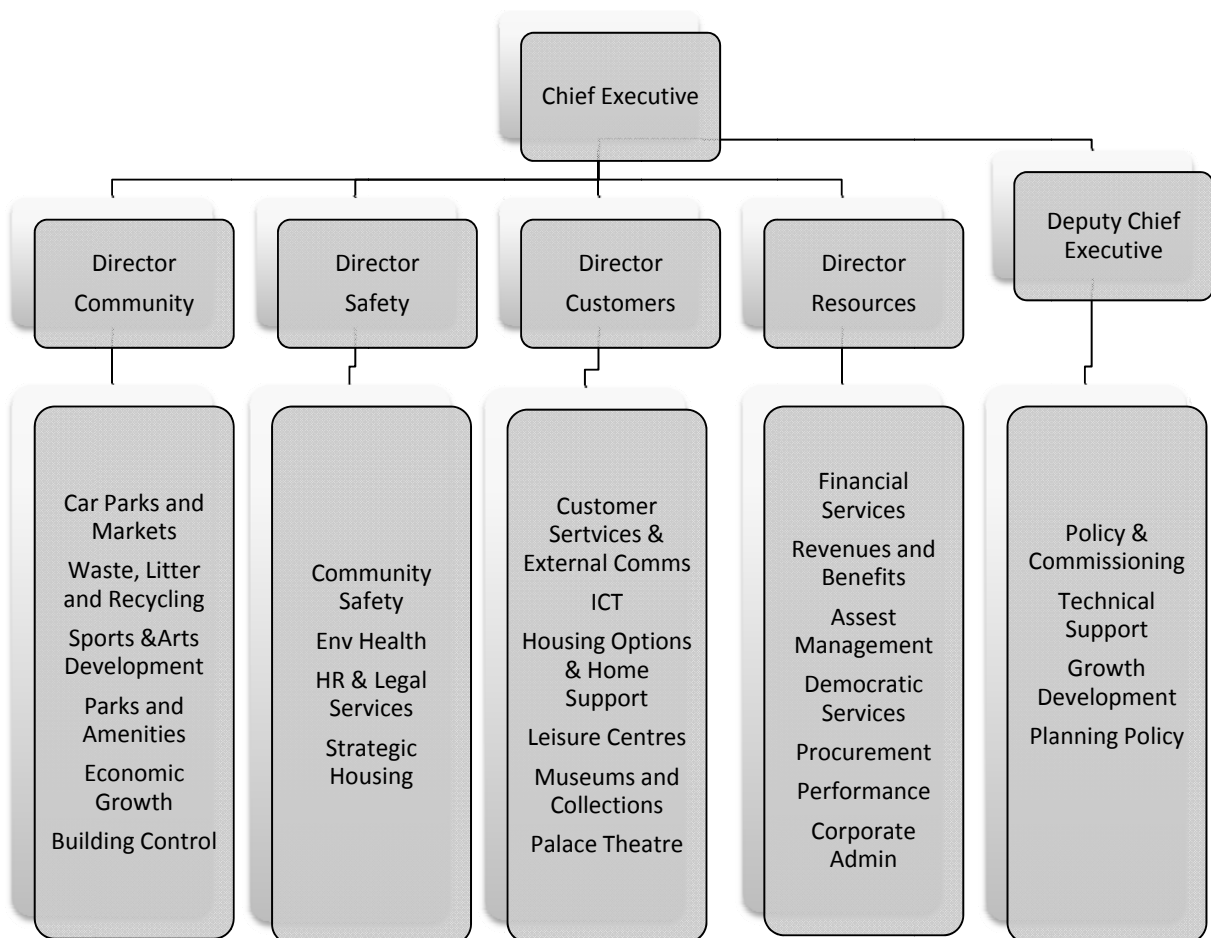 Chief Executive
Deputy Chief
Executive
Director
Community
Director
Safety
Director
Customers
Director
Resources
Car Parks and
Markets
Waste, Litter
and Recycling
Sports &Arts
Development
Parks and
Amenities
Economic
Growth
Building Control
Community
Safety
Env Health
HR & Legal
Services
Strategic
Housing
Customer
Sertvices &
External Comms
ICT
Housing Options
& Home
Support
Leisure Centres
Museums and
Collections
Palace Theatre
Financial
Services
Revenues and
Benefits
Assest
Management
Democratic
Services
Procurement
Performance
Corporate
Admin
Policy &
Commissioning
Technical
Support
Growth
Development
Planning Policy